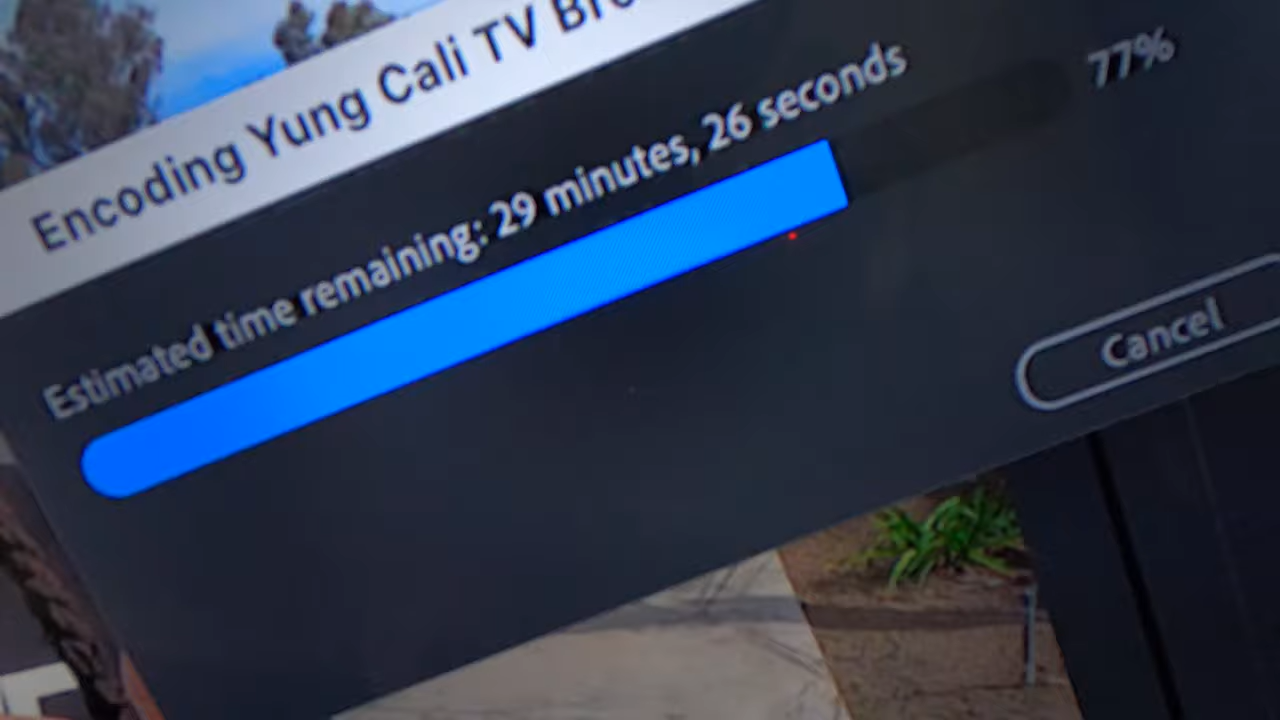 Encoding Yung Cali TV
Estimated time remaining: 29 minutes, 26 seconds
77%
Cancel